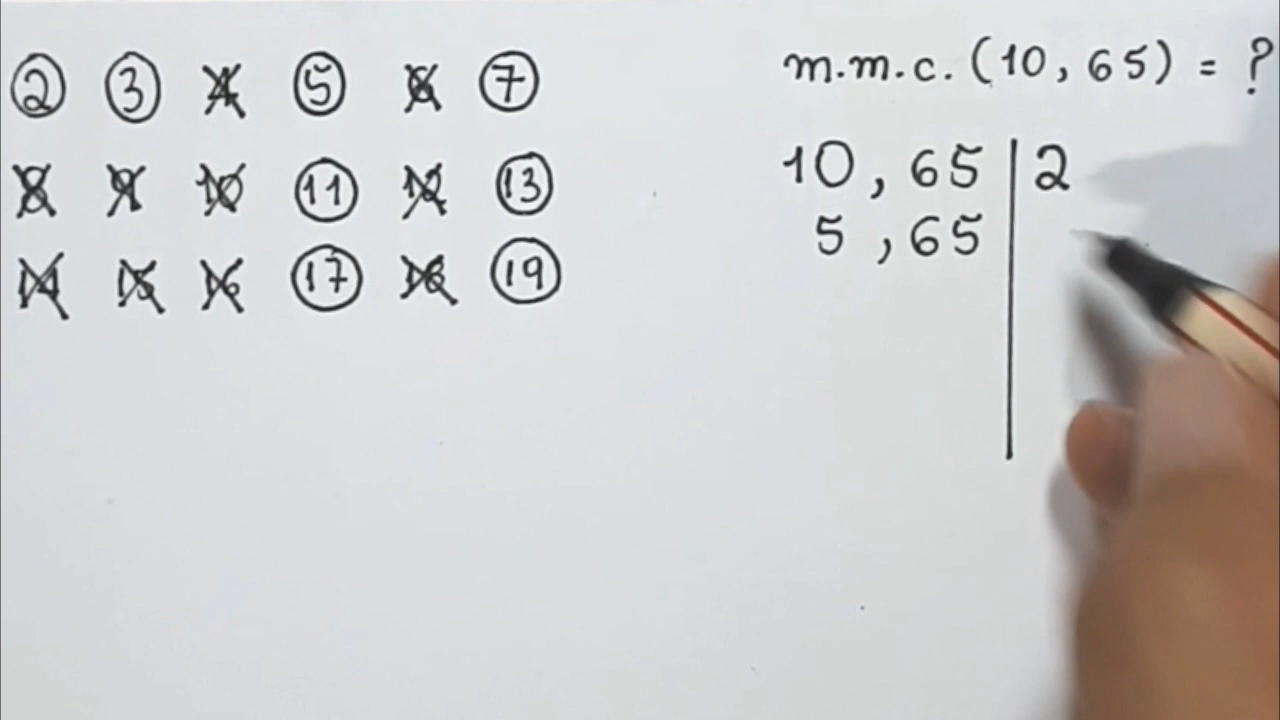 2 3 4 5 6 7
8 9 10 11 12 13
14 15 16 17 18 19
m.m.c. (10, 65) = ?
10, 65 | 2
5, 65